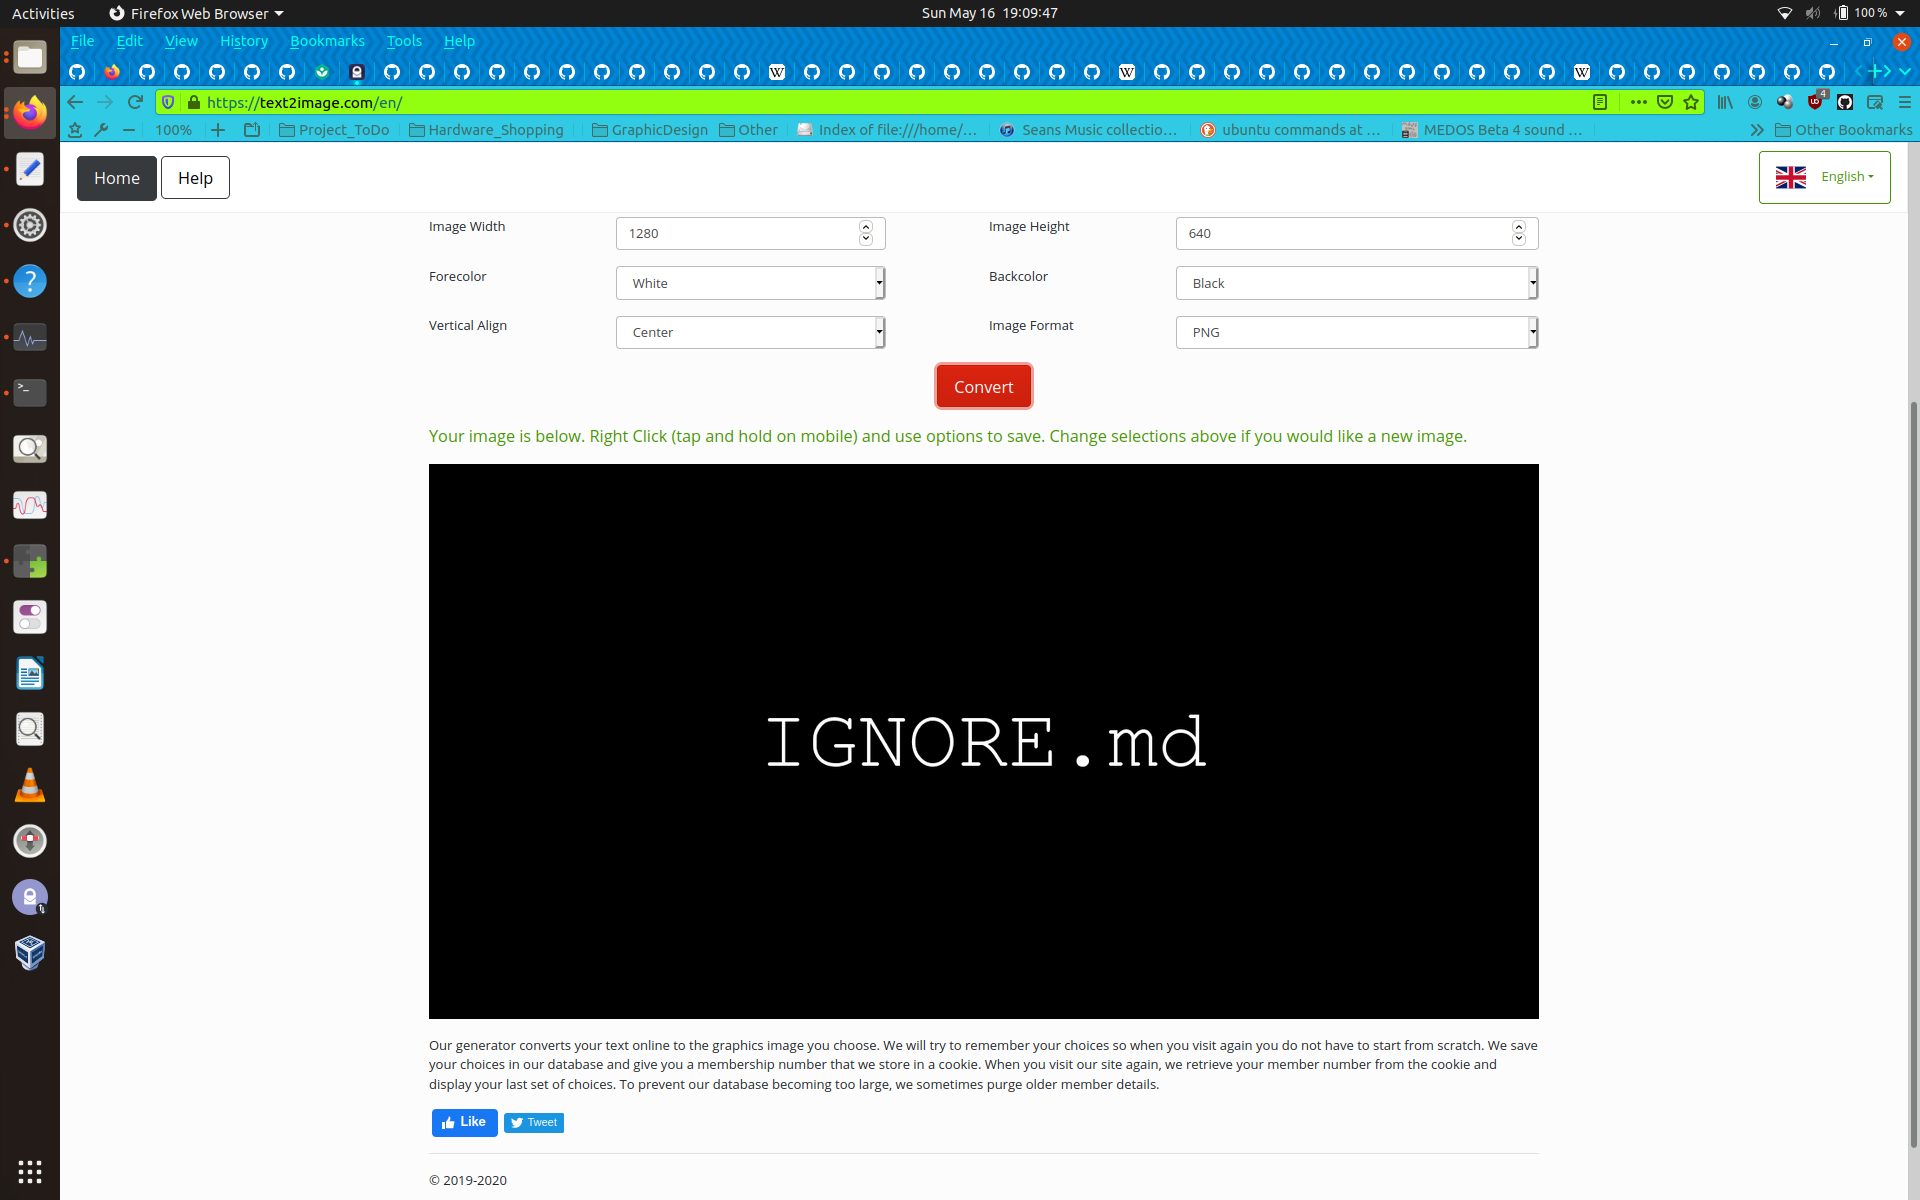 Activities Firefox Web Browser Sun May 16 19:09:47 100 %
File Edit View History Bookmarks Tools Help
https://text2image.com/en/ 4
100% Project_ToDo Hardware_Shopping GraphicDesign Other Index of file:///home/… Seans Music collectio… ubuntu commands at … MEDOS Beta 4 sound … Other Bookmarks
Home Help English
Image Width 1280 Image Height 640
Forecolor White Backcolor Black
Vertical Align Center Image Format PNG
Convert
Your image is below. Right Click (tap and hold on mobile) and use options to save. Change selections above if you would like a new image.
IGNORE.md
Our generator converts your text online to the graphics image you choose. We will try to remember your choices so when you visit again you do not have to start from scratch. We save
your choices in our database and give you a membership number that we store in a cookie. When you visit our site again, we retrieve your member number from the cookie and
display your last set of choices. To prevent our database becoming too large, we sometimes purge older member details.
Like Tweet
© 2019-2020